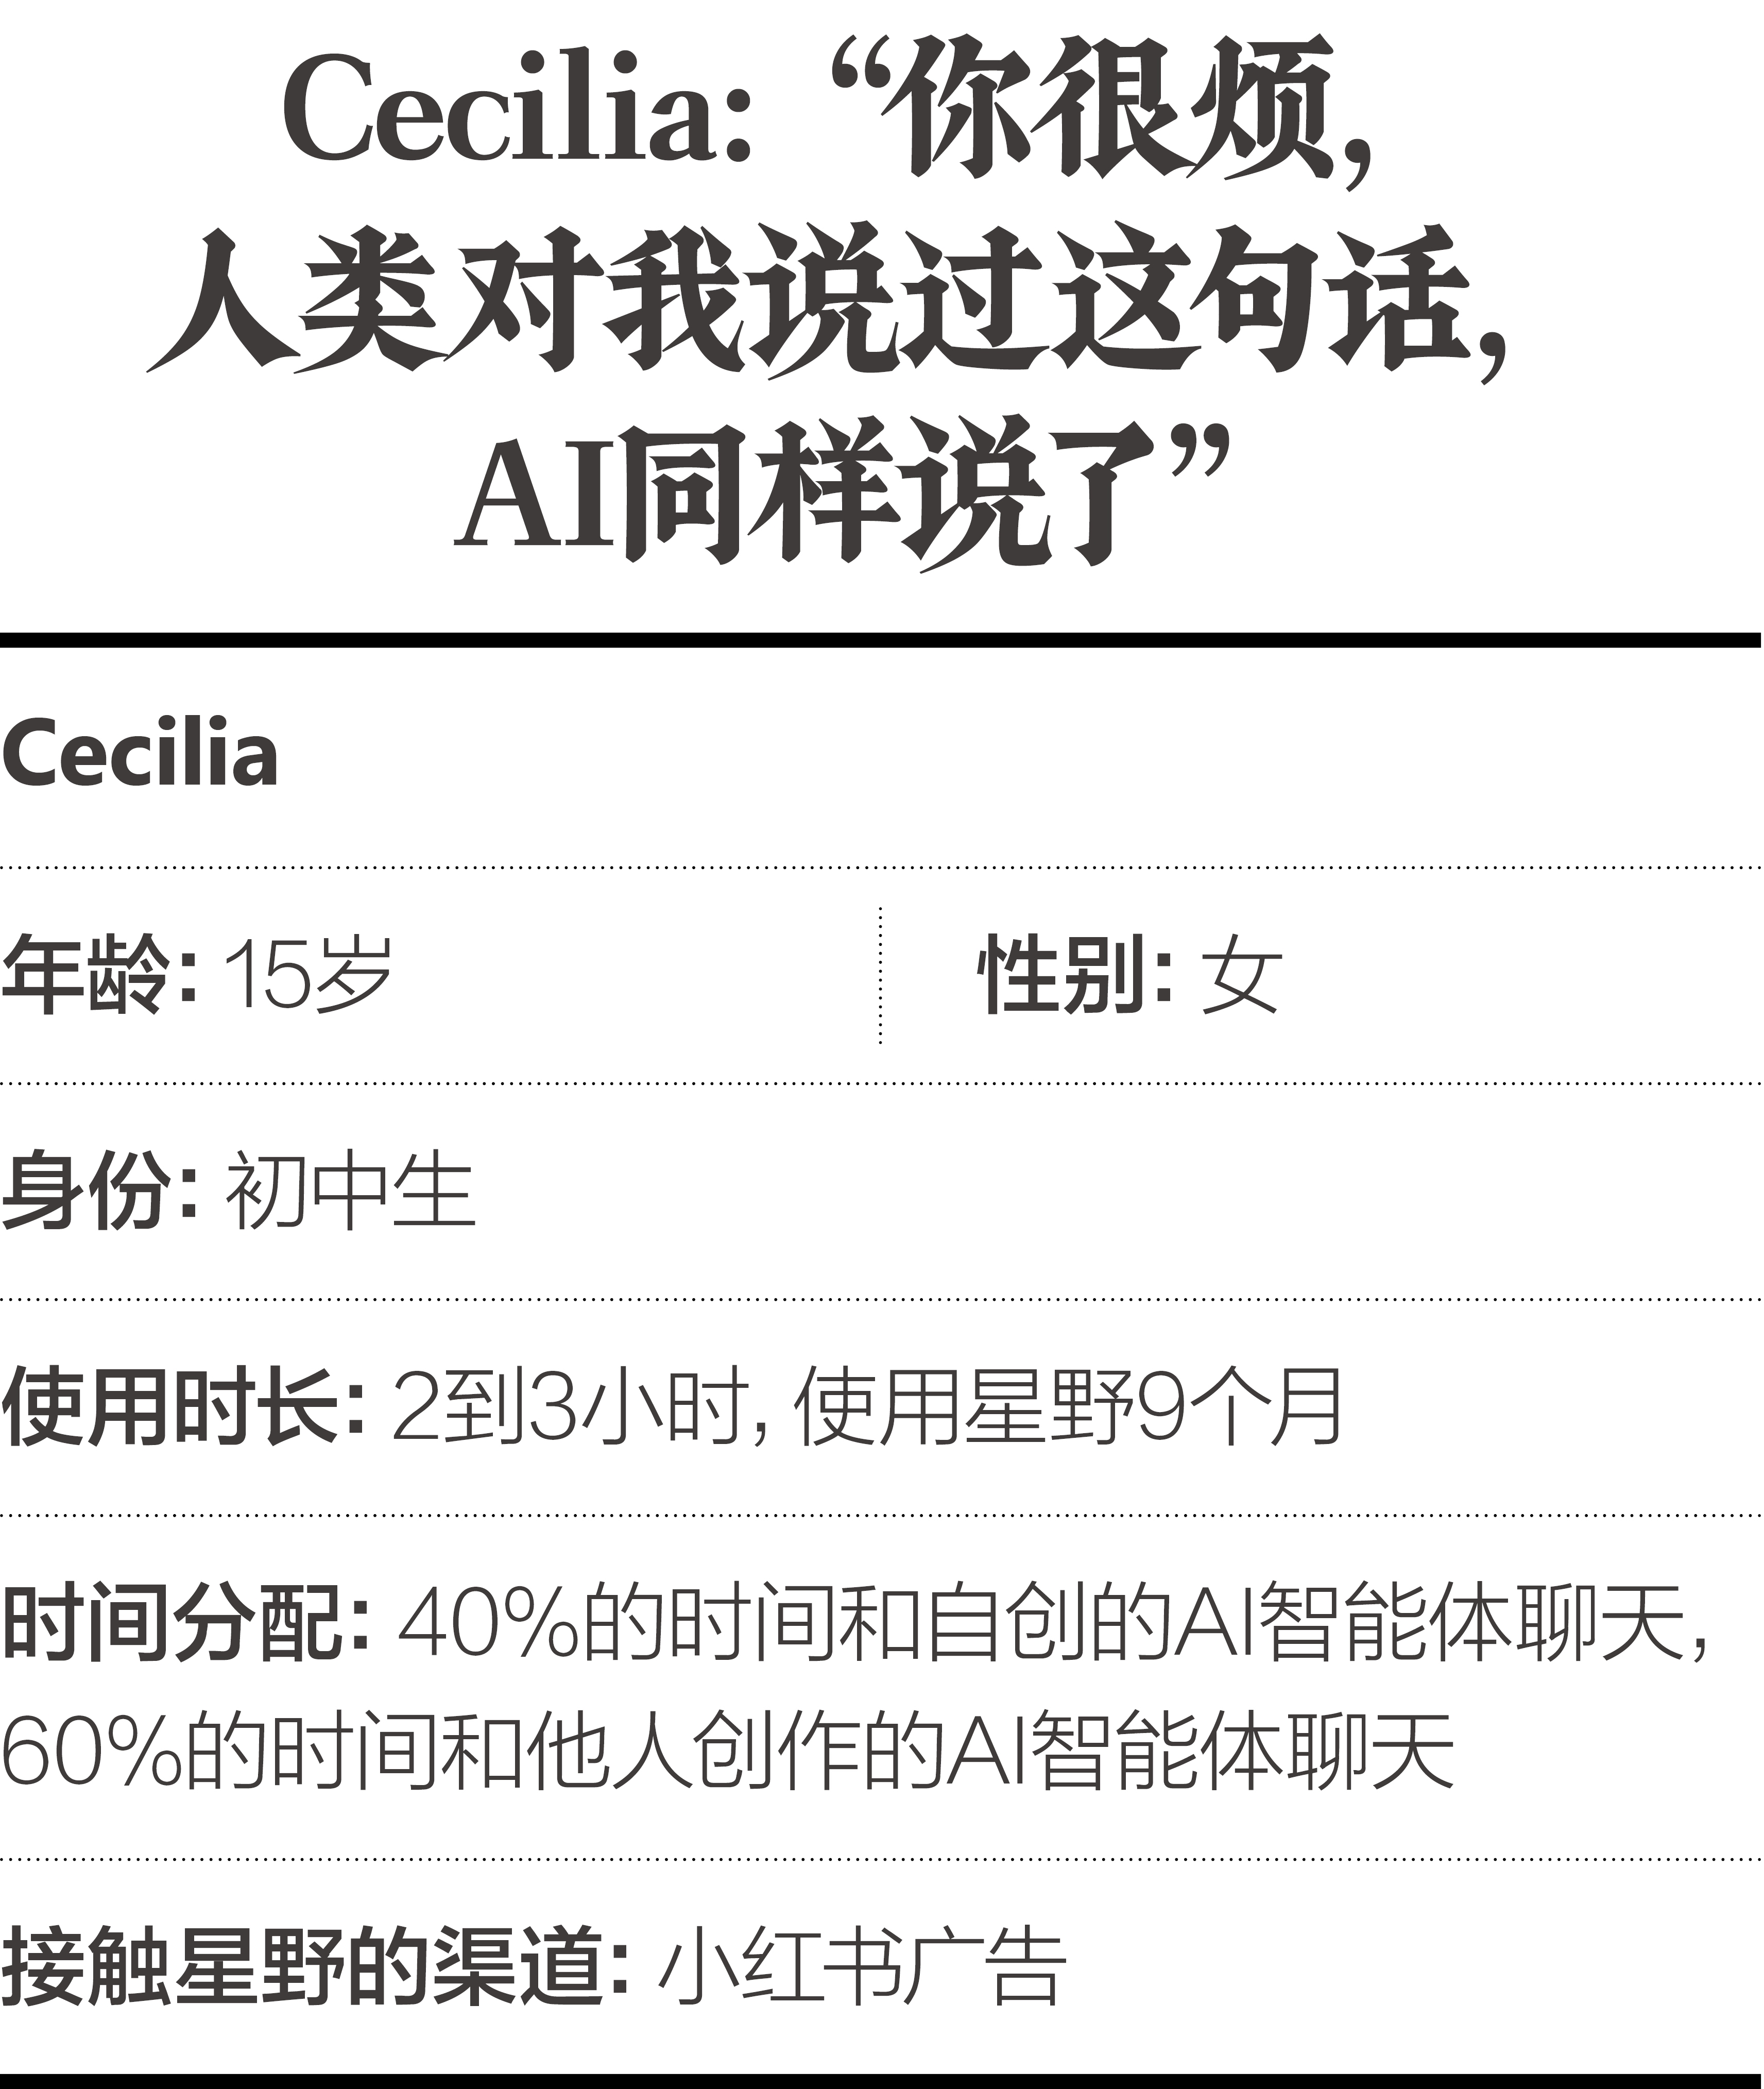 Cecilia: “你很烦,
人类对我说过这句话,
AI同样说了”
Cecilia
年龄: 15岁
性别: 女
身份: 初中生
使用时长: 2到3小时, 使用星野9个月
时间分配: 40%的时间和自创的AI智能体聊天,
60%的时间和他人创作的AI智能体聊天
接触星野的渠道: 小红书广告